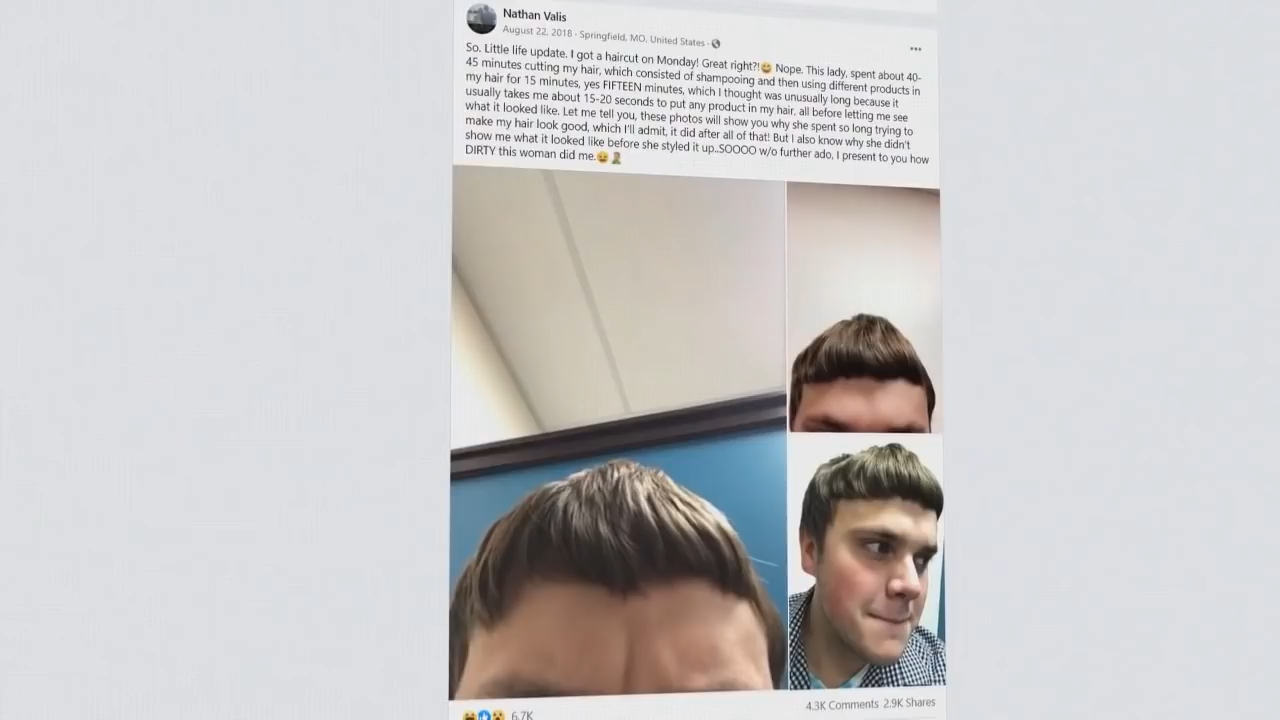 Nathan Valis
August 22, 2018 · Springfield, MO, United States ·
So. Little life update. I got a haircut on Monday! Great right?!😅 Nope. This lady, spent about 40-
45 minutes cutting my hair, which consisted of shampooing and then using different products in
my hair for 15 minutes, yes FIFTEEN minutes, which I thought was unusually long because it
usually takes me about 15-20 seconds to put any product in my hair, all before letting me see
what it looked like. Let me tell you, these photos will show you why she spent so long trying to
make my hair look good, which I'll admit, it did after all of that! But I also know why she didn't
show me what it looked like before she styled it up..SOOOO w/o further ado, I present to you how
DIRTY this woman did me.😅🤦‍♂️
6.7K
4.3K Comments 2.9K Shares